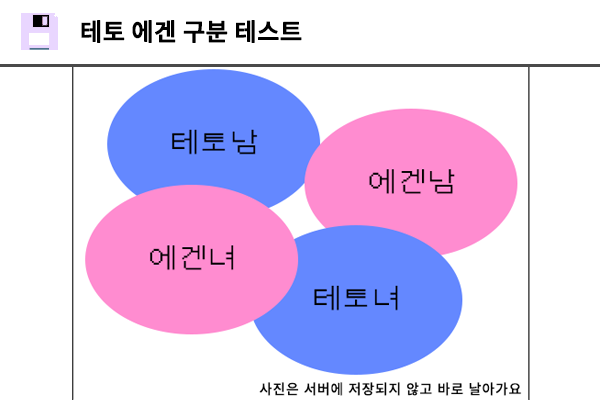 테토 에겐 구분 테스트
테토남
에겐남
에겐녀
테토녀
사진은 서버에 저장되지 않고 바로 날아가요